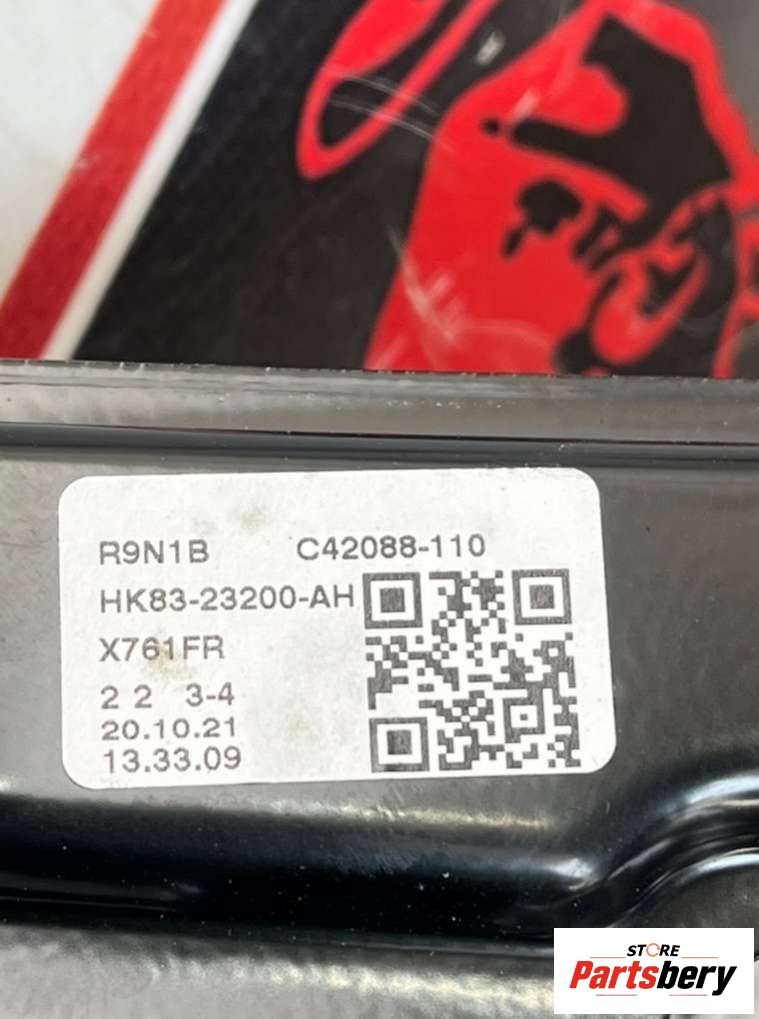 R9N1B C42088-110
HK83-23200-AH
X761FR
2 2 3-4
20.10.21
13.33.09
STORE
Partsbery